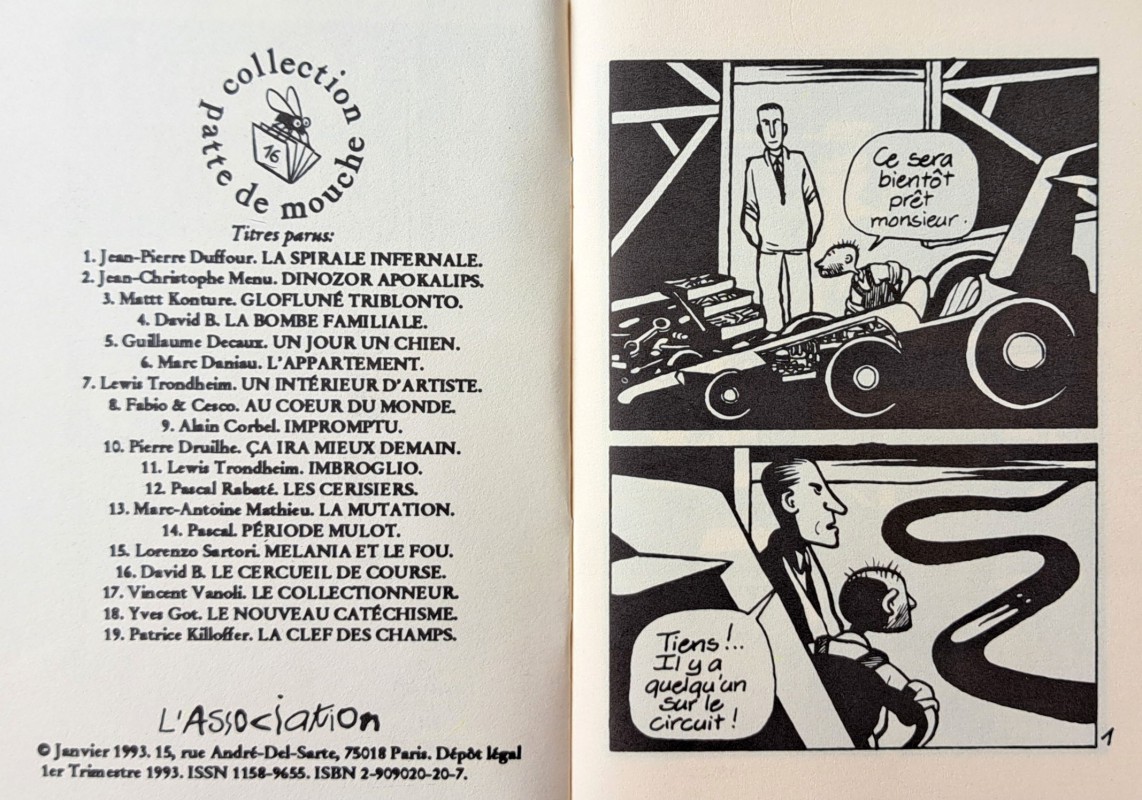 collection
patte de mouche
16
Titres parus:
1. Jean-Pierre Duffour. LA SPIRALE INFERNALE.
2. Jean-Christophe Menu. DINOZOR APOKALIPS.
3. Mattt Konture. GLOFLUNÉ TRIBLONTO.
4. David B. LA BOMBE FAMILIALE.
5. Guillaume Decaux. UN JOUR UN CHIEN.
6. Marc Daniau. L'APPARTEMENT.
7. Lewis Trondheim. UN INTÉRIEUR D'ARTISTE.
8. Fabio & Cesco. AU COEUR DU MONDE.
9. Alain Corbel. IMPROMPTU.
10. Pierre Druilhe. ÇA IRA MIEUX DEMAIN.
11. Lewis Trondheim. IMBROGLIO.
12. Pascal Rabaté. LES CERISIERS.
13. Marc-Antoine Mathieu. LA MUTATION.
14. Pascal. PÉRIODE MULOT.
15. Lorenzo Sartori. MELANIA ET LE FOU.
16. David B. LE CERCUEIL DE COURSE.
17. Vincent Vanoli. LE COLLECTIONNEUR.
18. Yves Got. LE NOUVEAU CATÉCHISME.
19. Patrice Killoffer. LA CLEF DES CHAMPS.
L'ASSOCiATiON
© Janvier 1993. 15, rue André-Del-Sarte, 75018 Paris. Dépôt légal
1er Trimestre 1993. ISSN 1158-9655. ISBN 2-909020-20-7.
Ce sera
bientôt
prêt
monsieur.
Tiens!..
Il y a
quelqu'un
sur le
circuit!
1